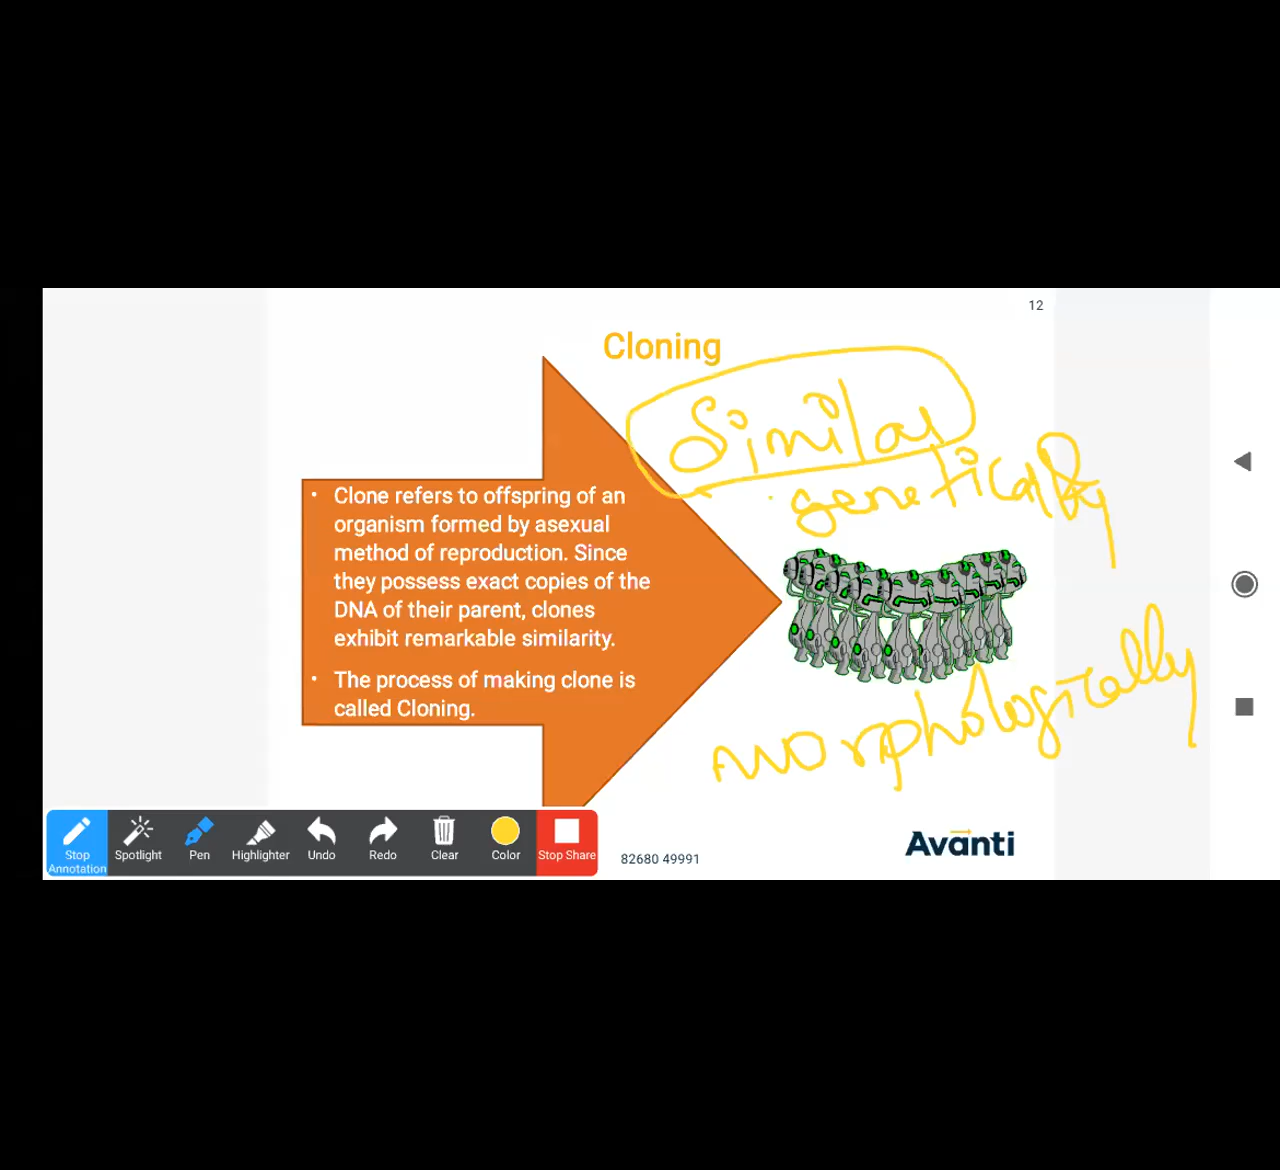 12
Cloning
Similar
genetically
• Clone refers to offspring of an
organism formed by asexual
method of reproduction. Since
they possess exact copies of the
DNA of their parent, clones
exhibit remarkable similarity.
• The process of making clone is
called Cloning.
morphologically
Stop Annotation
Spotlight
Pen
Highlighter
Undo
Redo
Clear
Color
Stop Share
82680 49991
Avanti